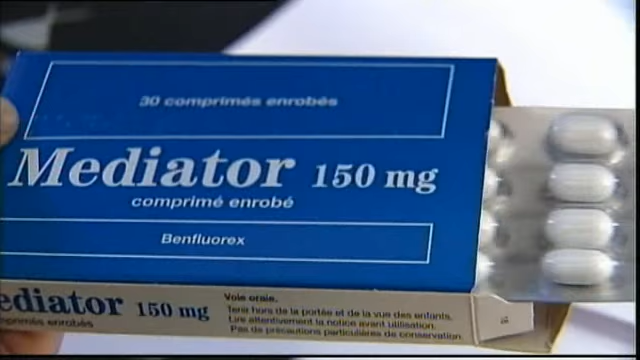 30 comprimés enrobés
Mediator 150 mg
comprimé enrobé
Benfluorex
ediator 150 mg
comprimés enrobés
Voie orale.
Tenir hors de la portée et de la vue des enfants.
Lire attentivement la notice avant utilisation.
Pas de précautions particulières de conservation.